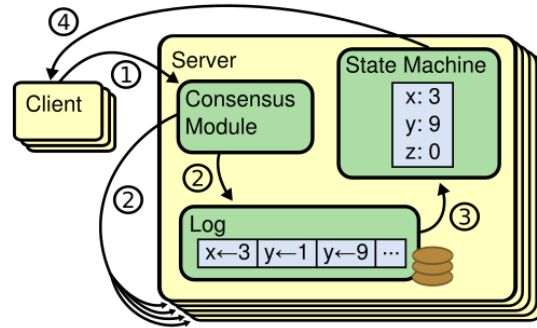 ④
①
Server
State Machine
Client
Consensus
Module
x: 3
y: 9
z: 0
②
②
③
Log
x←3 y←1 y←9 ...